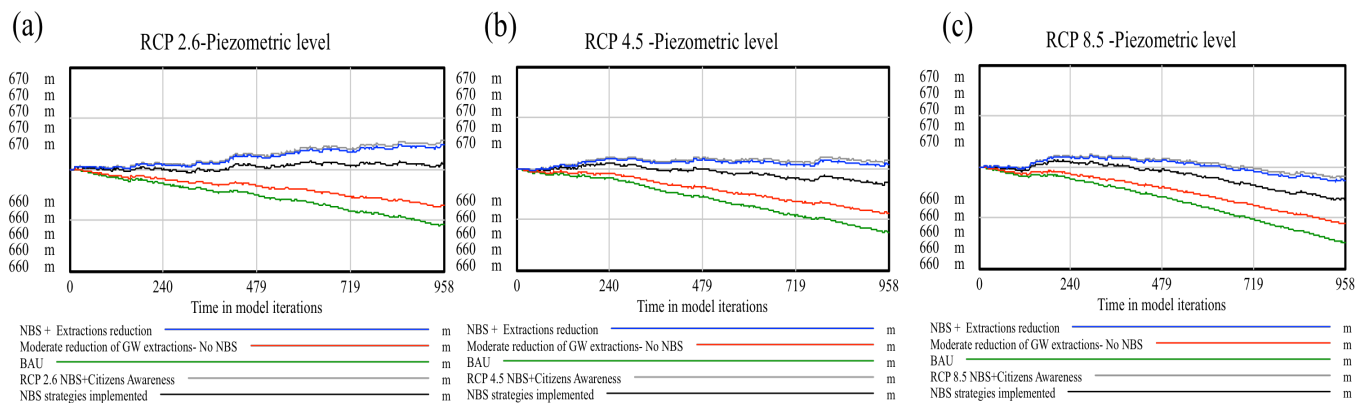 (a)
RCP 2.6-Piezometric level
670 m
670 m
670 m
670 m
670 m
660 m
660 m
660 m
660 m
660 m
0 240 479 719 958
Time in model iterations
NBS + Extractions reduction m
Moderate reduction of GW extractions- No NBS m
BAU m
RCP 2.6 NBS+Citizens Awareness m
NBS strategies implemented m
(b)
RCP 4.5 -Piezometric level
670 m
670 m
670 m
670 m
670 m
660 m
660 m
660 m
660 m
660 m
0 240 479 719 958
Time in model iterations
NBS + Extractions reduction m
Moderate reduction of GW extractions- No NBS m
BAU m
RCP 4.5 NBS+Citizens Awareness m
NBS strategies implemented m
(c)
RCP 8.5 -Piezometric level
670 m
670 m
670 m
670 m
670 m
660 m
660 m
660 m
660 m
660 m
0 240 479 719 958
Time in model iterations
NBS + Extractions reduction m
Moderate reduction of GW extractions- No NBS m
BAU m
RCP 8.5 NBS+Citizens Awareness m
NBS strategies implemented m